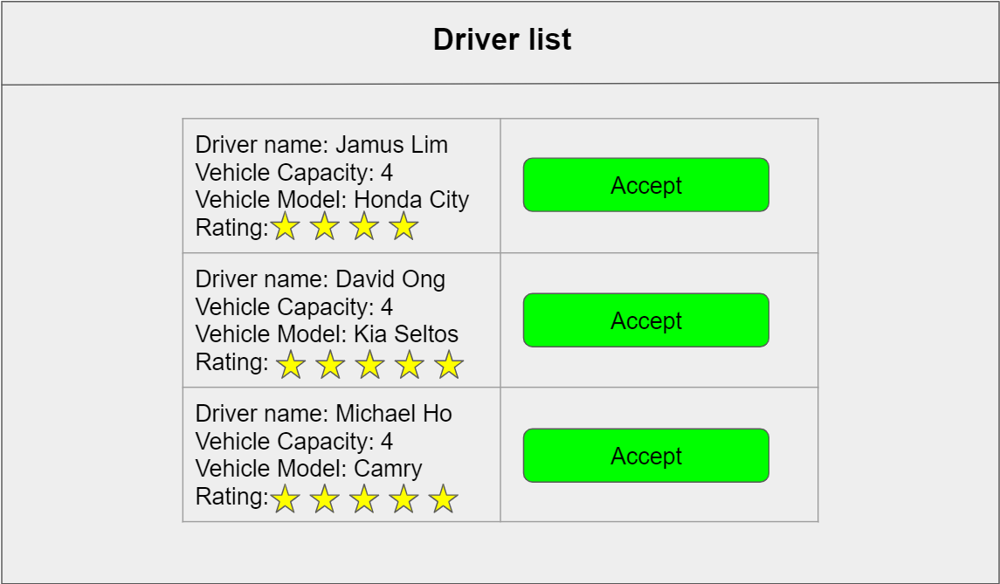 Driver list
Driver name: Jamus Lim
Vehicle Capacity: 4
Vehicle Model: Honda City
Rating:
Accept
Driver name: David Ong
Vehicle Capacity: 4
Vehicle Model: Kia Seltos
Rating:
Accept
Driver name: Michael Ho
Vehicle Capacity: 4
Vehicle Model: Camry
Rating:
Accept